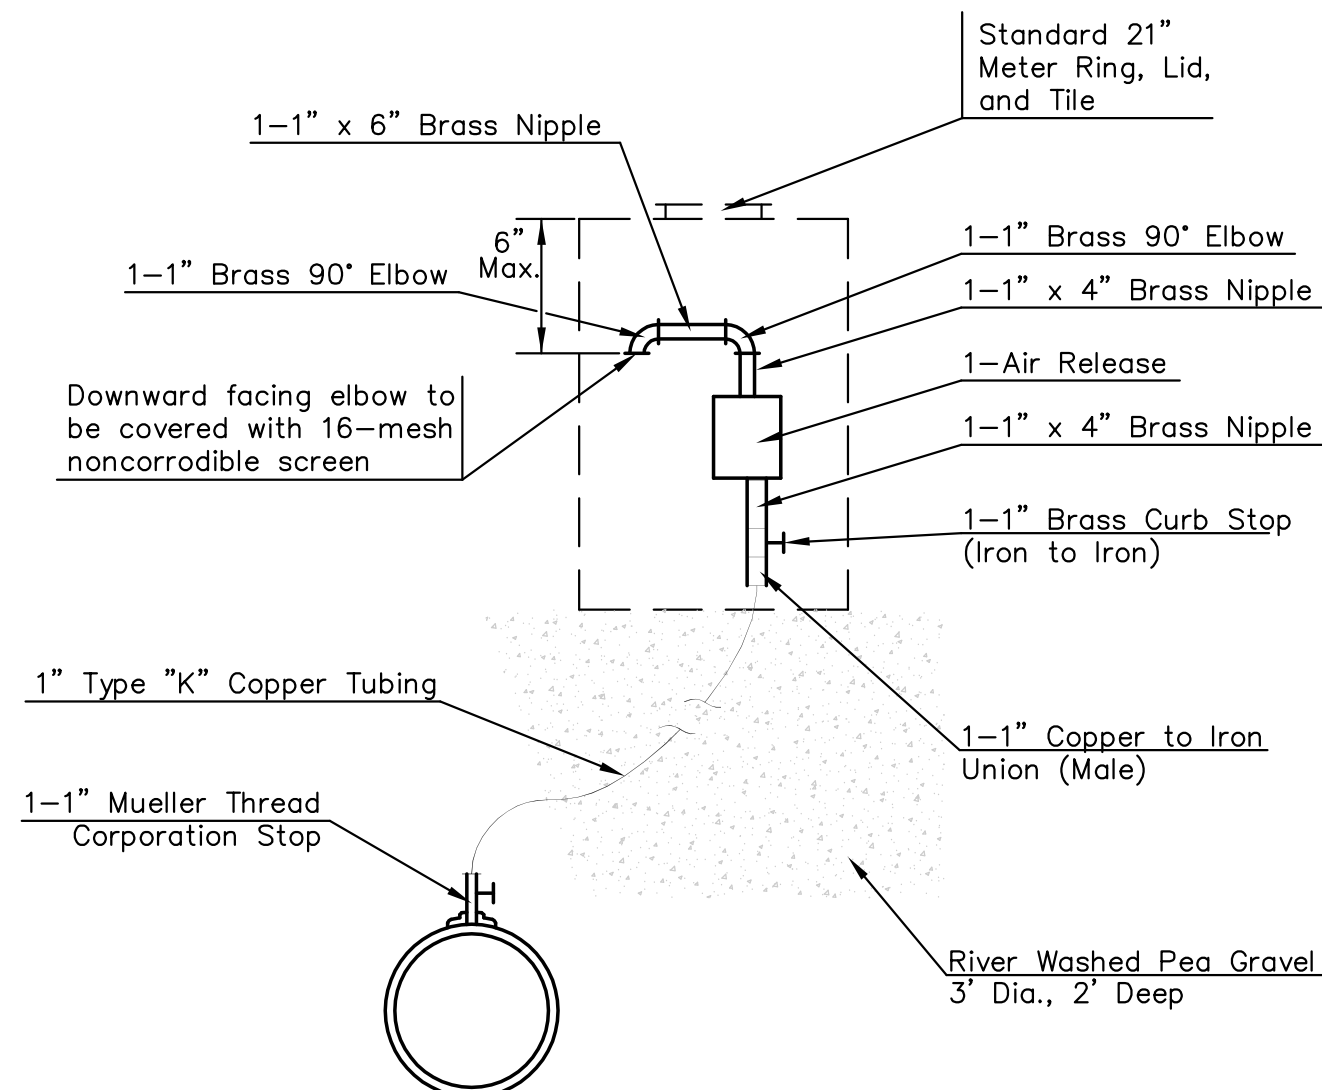 Standard 21"
Meter Ring, Lid,
and Tile
1-1" x 6" Brass Nipple
6"
Max.
1-1" Brass 90° Elbow
1-1" Brass 90° Elbow
1-1" x 4" Brass Nipple
1-Air Release
Downward facing elbow to
be covered with 16-mesh
noncorrodible screen
1-1" x 4" Brass Nipple
1-1" Brass Curb Stop
(Iron to Iron)
1" Type "K" Copper Tubing
1-1" Copper to Iron
Union (Male)
1-1" Mueller Thread
Corporation Stop
River Washed Pea Gravel
3' Dia., 2' Deep